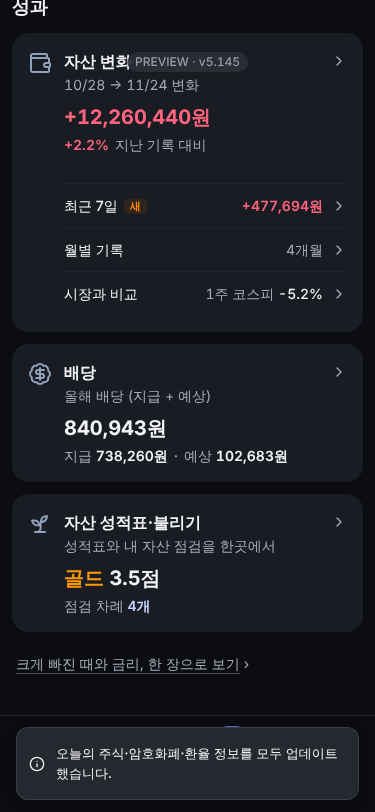 성과
자산 변화 PREVIEW · v5.145
10/28 → 11/24 변화
+12,260,440원
+2.2% 지난 기록 대비
최근 7일 새 +477,694원
월별 기록 4개월
시장과 비교 1주 코스피 -5.2%
배당
올해 배당 (지급 + 예상)
840,943원
지급 738,260원 · 예상 102,683원
자산 성적표·불리기
성적표와 내 자산 점검을 한곳에서
골드 3.5점
점검 차례 4개
크게 빠진 때와 금리, 한 장으로 보기 ›
오늘의 주식·암호화폐·환율 정보를 모두 업데이트
했습니다.